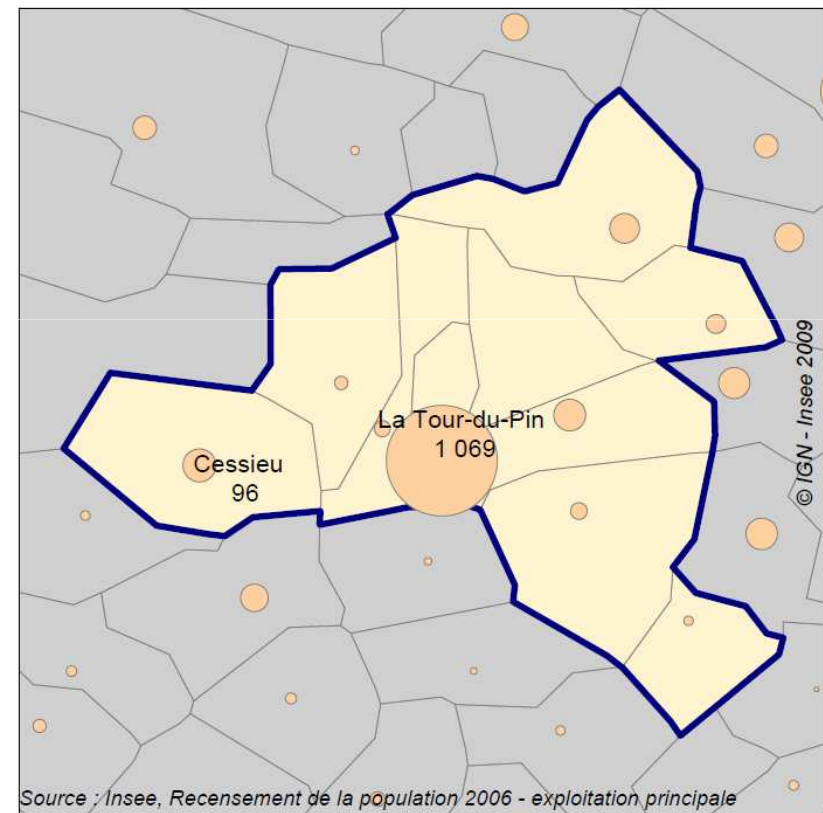 La Tour-du-Pin
1 069
Cessieu
96
© IGN - Insee 2009
Source : Insee, Recensement de la population 2006 - exploitation principale